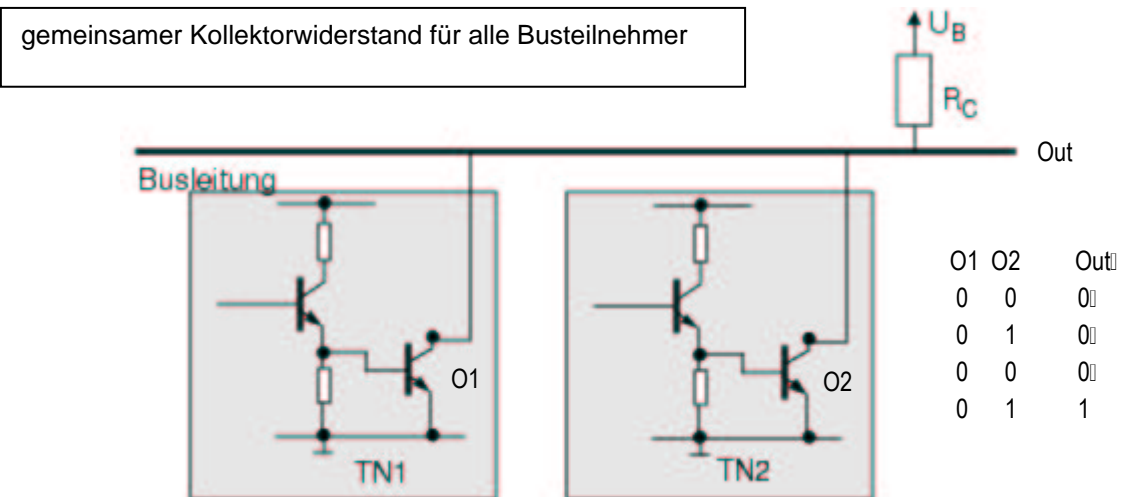 gemeinsamer Kollektorwiderstand für alle Busteilnehmer
UB
RC
Out
Busleitung
O1
TN1
O2
TN2
O1 O2 Out
0 0 0
0 1 0
0 0 0
0 1 1